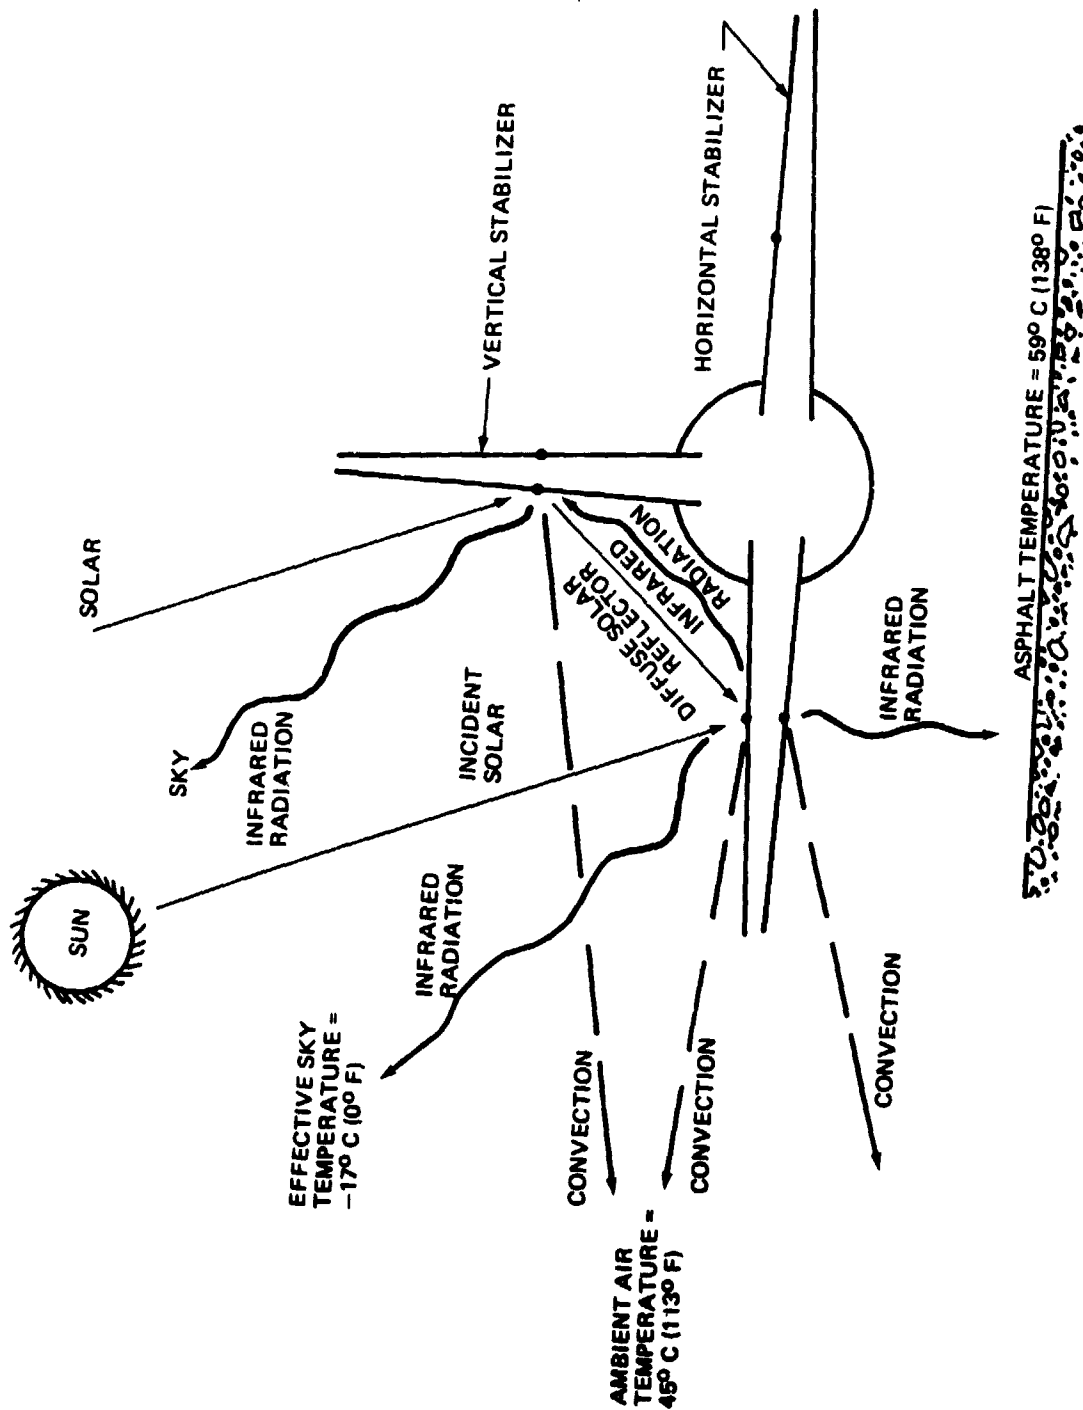 SUN
SOLAR
SKY
INFRARED
RADIATION
EFFECTIVE SKY
TEMPERATURE =
–17° C (0° F)
INFRARED
RADIATION
INCIDENT
SOLAR
VERTICAL STABILIZER
CONVECTION
AMBIENT AIR
TEMPERATURE =
45° C (113° F)
CONVECTION
DIFFUSE SOLAR
REFLECTOR
INFRARED
RADIATION
HORIZONTAL STABILIZER
CONVECTION
INFRARED
RADIATION
ASPHALT TEMPERATURE = 59° C (138° F)